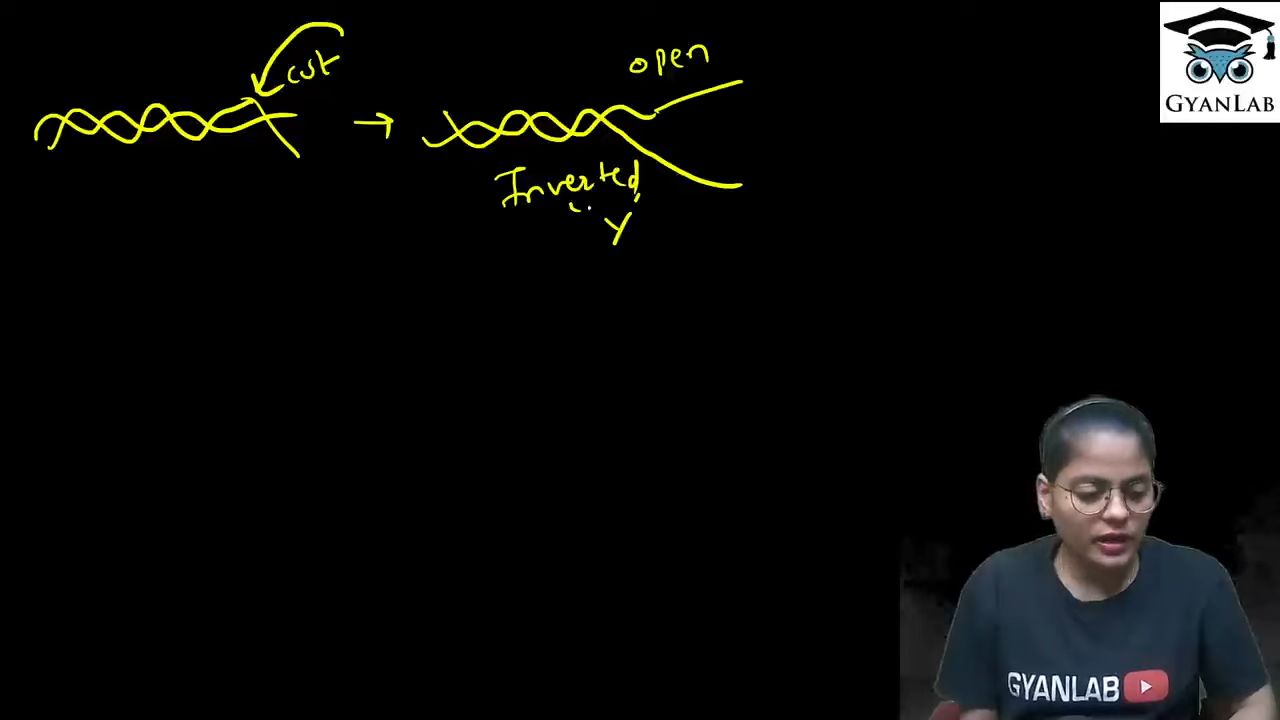 cut
open
Inverted
Y
GYANLAB
GYANLAB